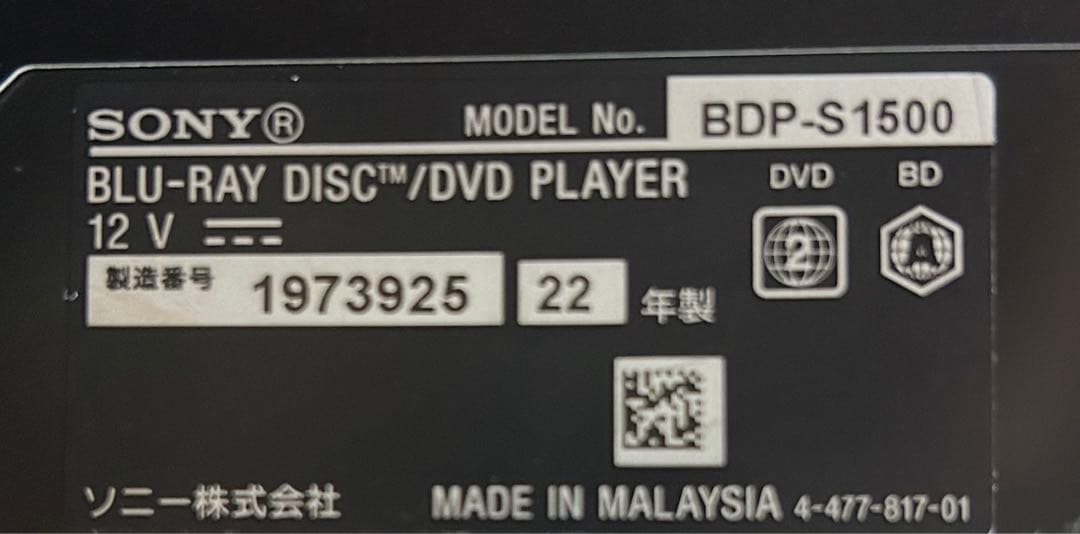 SONY® MODEL No. BDP-S1500
BLU-RAY DISC™/DVD PLAYER DVD BD
12 V
2 A
製造番号 1973925 22 年製
ソニー株式会社 MADE IN MALAYSIA 4-477-817-01